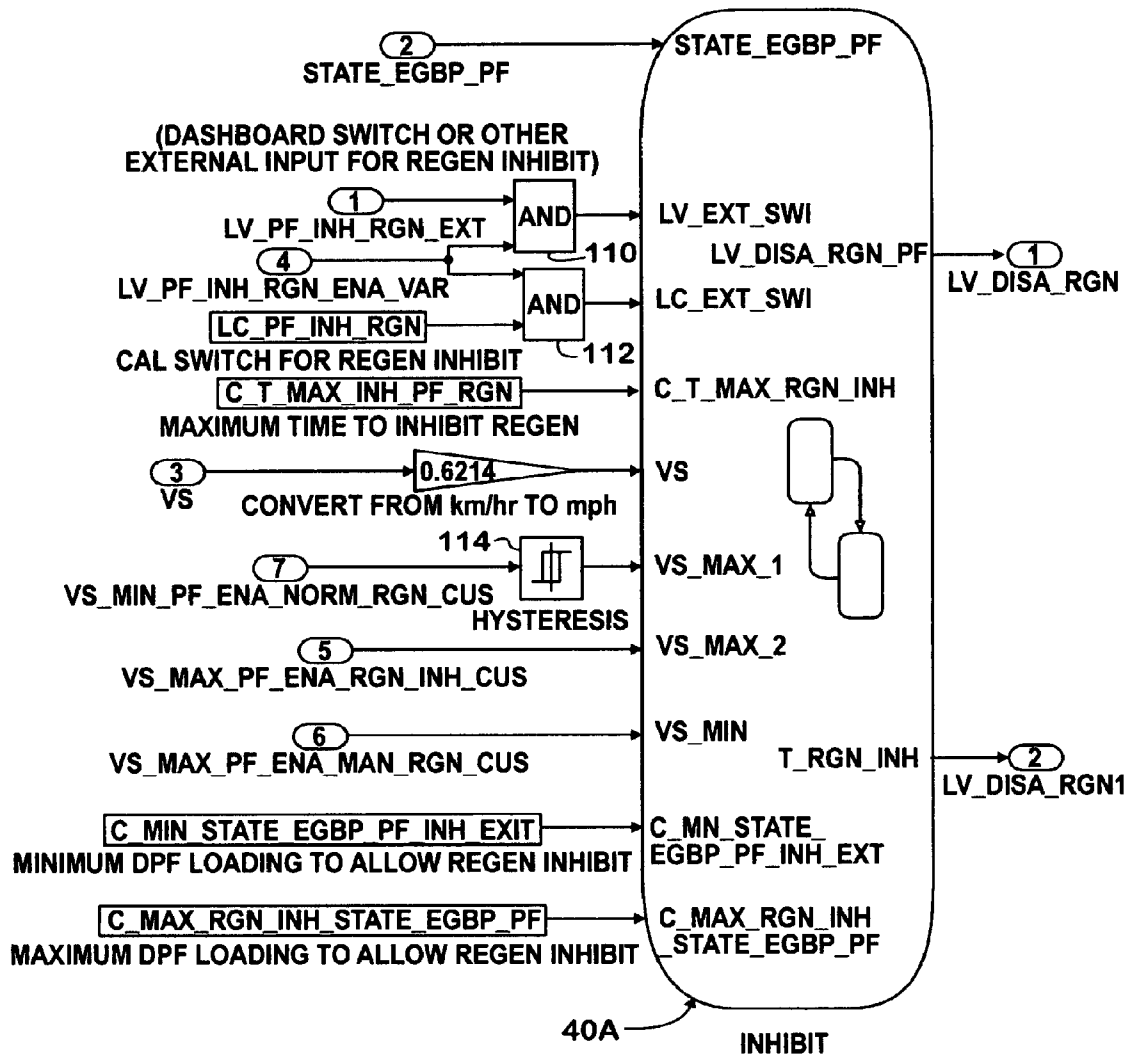 2
STATE_EGBP_PF
STATE_EGBP_PF
(DASHBOARD SWITCH OR OTHER
EXTERNAL INPUT FOR REGEN INHIBIT)
1
LV_PF_INH_RGN_EXT
AND
110
LV_EXT_SWI
4
LV_PF_INH_RGN_ENA_VAR
LC_PF_INH_RGN
CAL SWITCH FOR REGEN INHIBIT
AND
112
LC_EXT_SWI
LV_DISA_RGN_PF
1
LV_DISA_RGN
C_T_MAX_INH_PF_RGN
MAXIMUM TIME TO INHIBIT REGEN
C_T_MAX_RGN_INH
3
VS
0.6214
CONVERT FROM km/hr TO mph
VS
7
VS_MIN_PF_ENA_NORM_RGN_CUS
114
HYSTERESIS
VS_MAX_1
5
VS_MAX_PF_ENA_RGN_INH_CUS
VS_MAX_2
6
VS_MAX_PF_ENA_MAN_RGN_CUS
VS_MIN
T_RGN_INH
2
LV_DISA_RGN1
C_MIN_STATE_EGBP_PF_INH_EXIT
MINIMUM DPF LOADING TO ALLOW REGEN INHIBIT
C_MN_STATE_
EGBP_PF_INH_EXT
C_MAX_RGN_INH_STATE_EGBP_PF
MAXIMUM DPF LOADING TO ALLOW REGEN INHIBIT
C_MAX_RGN_INH
_STATE_EGBP_PF
40A
INHIBIT